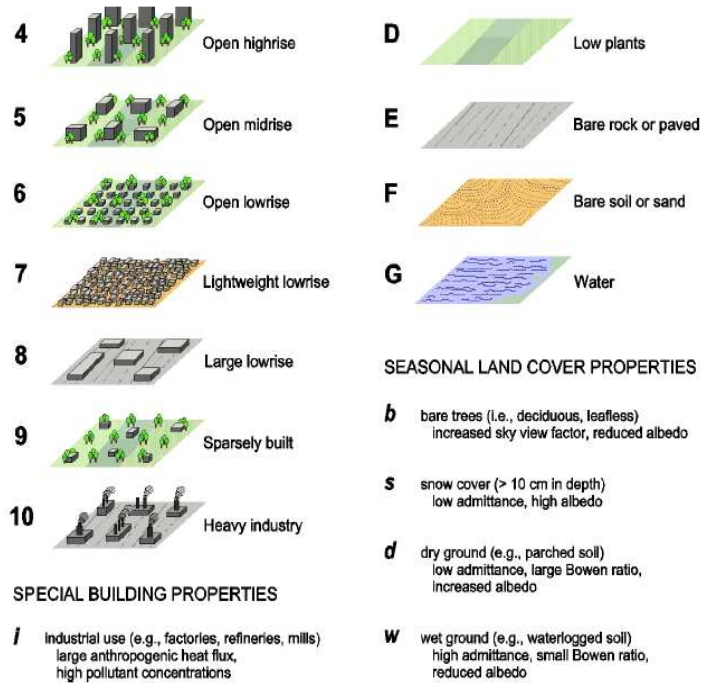 4 Open highrise
5 Open midrise
6 Open lowrise
7 Lightweight lowrise
8 Large lowrise
9 Sparsely built
10 Heavy industry
SPECIAL BUILDING PROPERTIES
i industrial use (e.g., factories, refineries, mills)
large anthropogenic heat flux,
high pollutant concentrations
D Low plants
E Bare rock or paved
F Bare soil or sand
G Water
SEASONAL LAND COVER PROPERTIES
b bare trees (i.e., deciduous, leafless)
increased sky view factor, reduced albedo
s snow cover (> 10 cm in depth)
low admittance, high albedo
d dry ground (e.g., parched soil)
low admittance, large Bowen ratio,
increased albedo
w wet ground (e.g., waterlogged soil)
high admittance, small Bowen ratio,
reduced albedo